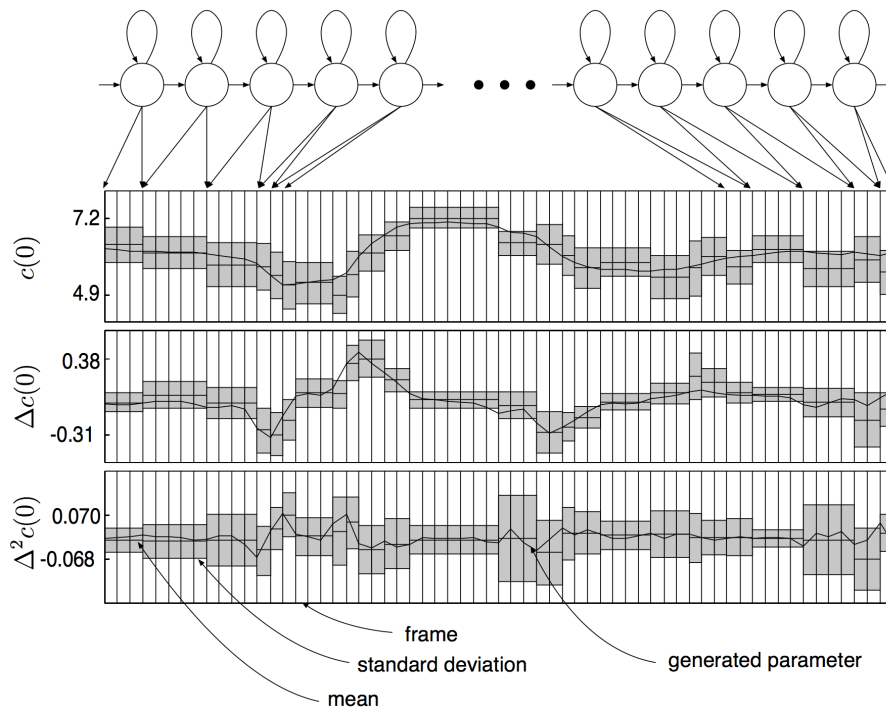 7.2
c(0)
4.9
0.38
Δc(0)
-0.31
0.070
Δ²c(0)
-0.068
frame
standard deviation
generated parameter
mean